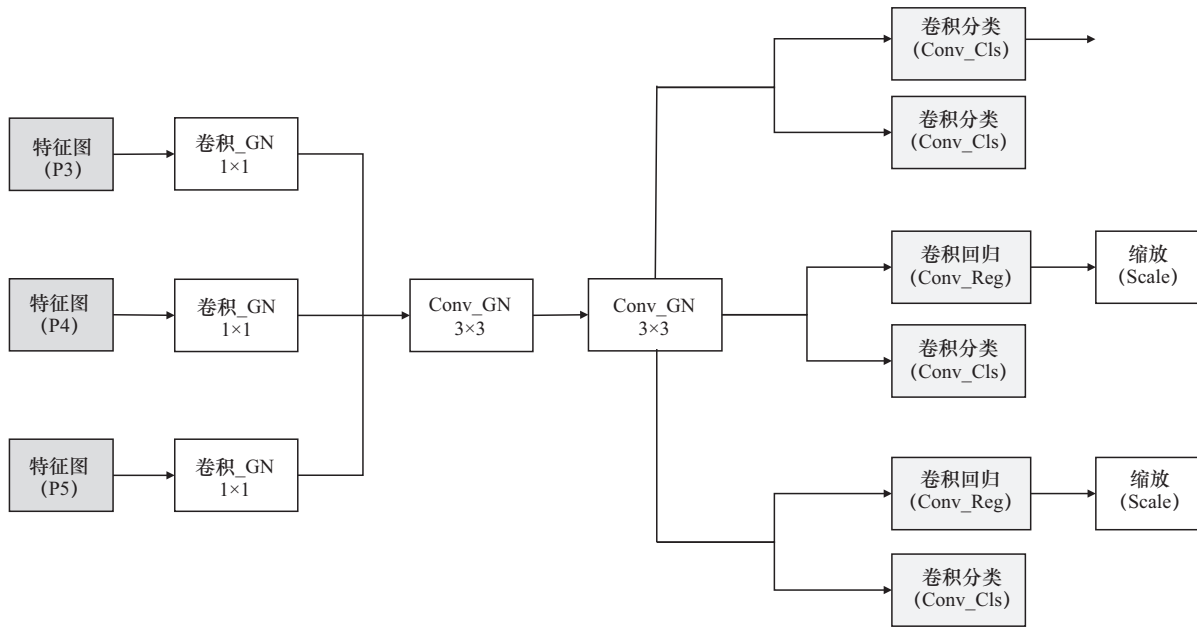 特征图
(P3)
卷积_GN
1×1
特征图
(P4)
卷积_GN
1×1
特征图
(P5)
卷积_GN
1×1
Conv_GN
3×3
Conv_GN
3×3
卷积分类
(Conv_Cls)
卷积分类
(Conv_Cls)
卷积回归
(Conv_Reg)
缩放
(Scale)
卷积分类
(Conv_Cls)
卷积回归
(Conv_Reg)
缩放
(Scale)
卷积分类
(Conv_Cls)